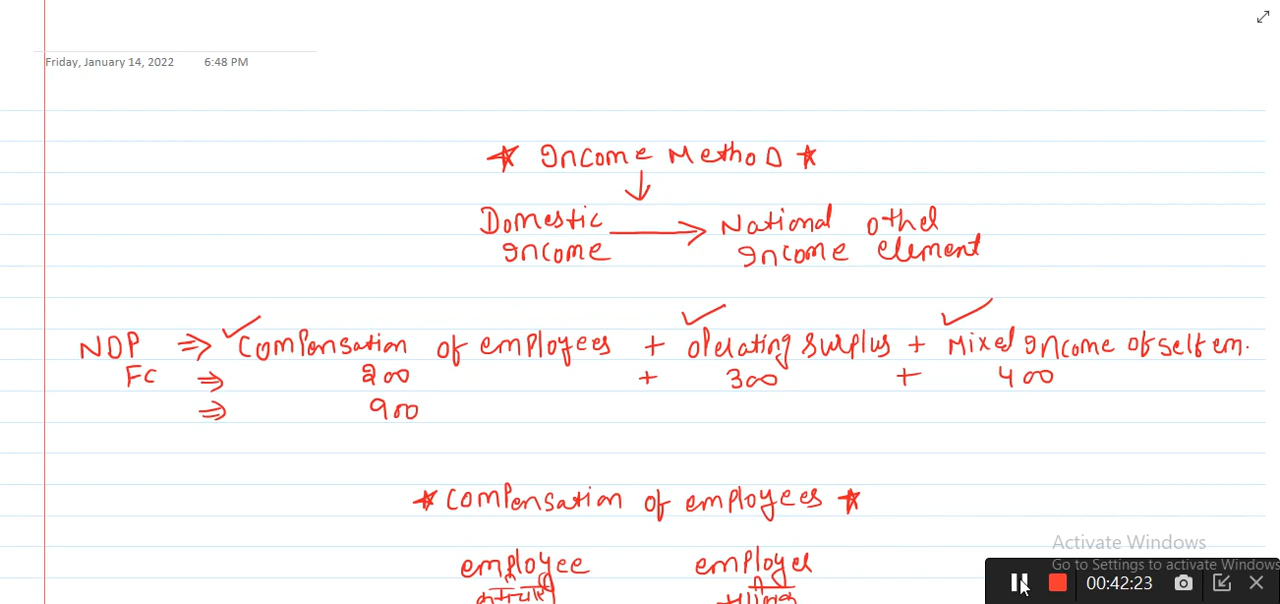 Friday, January 14, 2022 6:48 PM
★ Income Method ★
Domestic → National other
Income Income element
NDP ⇒ Compensation of employees + operating surplus + Mixed Income of self em.
FC ⇒ 200 + 300 + 400
⇒ 900
★ Compensation of employees ★
employee employer
Activate Windows
Go to Settings to activate Windows
00:42:23